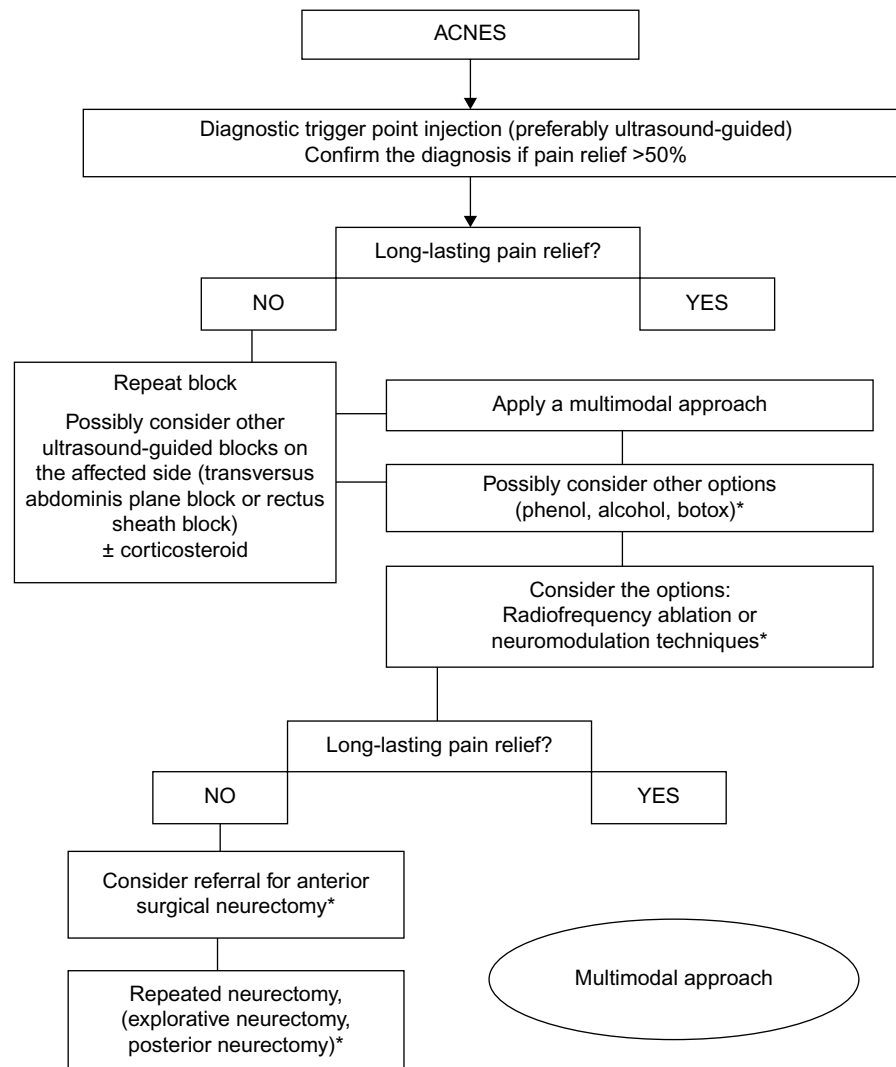 ACNES
Diagnostic trigger point injection (preferably ultrasound-guided)
Confirm the diagnosis if pain relief >50%
Long-lasting pain relief?
NO
YES
Repeat block
Possibly consider other
ultrasound-guided blocks on
the affected side (transversus
abdominis plane block or rectus
sheath block)
± corticosteroid
Apply a multimodal approach
Possibly consider other options
(phenol, alcohol, botox)*
Consider the options:
Radiofrequency ablation or
neuromodulation techniques*
Long-lasting pain relief?
NO
YES
Consider referral for anterior
surgical neurectomy*
Repeated neurectomy,
(explorative neurectomy,
posterior neurectomy)*
Multimodal approach